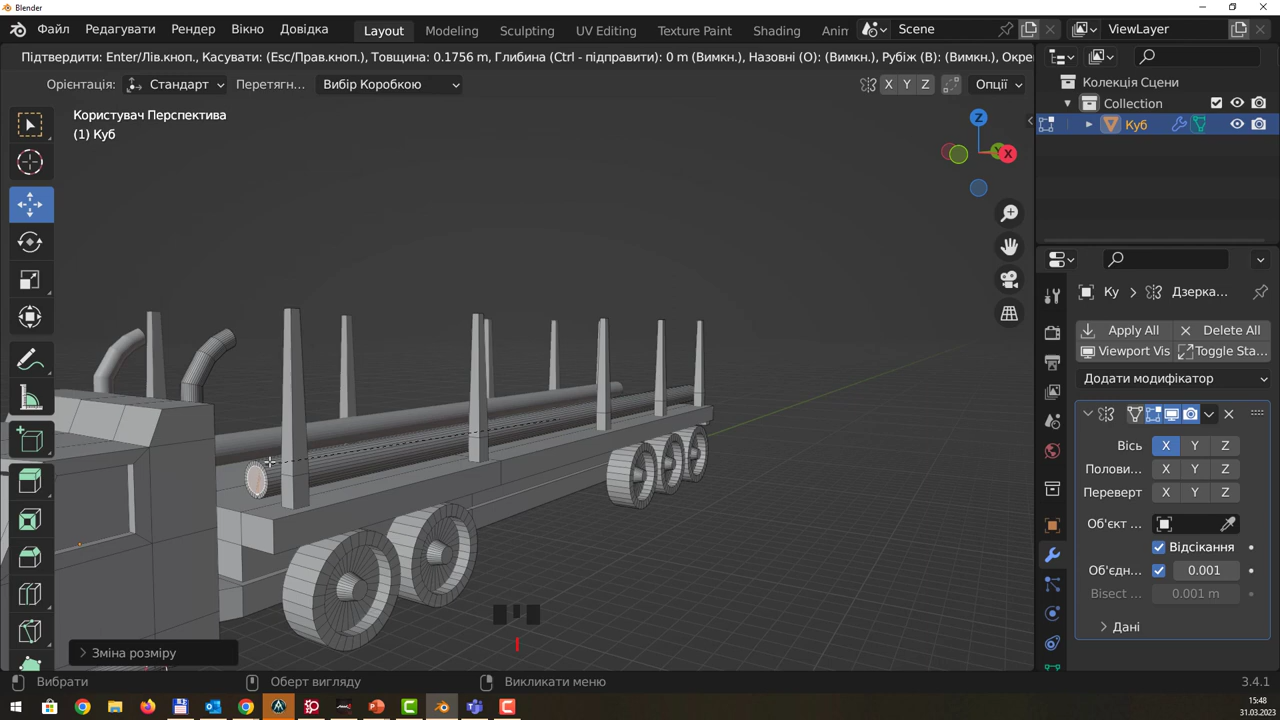 Blender
Файл Редагувати Рендер Вікно Довідка Layout Modeling Sculpting UV Editing Texture Paint Shading Anim Scene ViewLayer
Підтвердити: Enter/Лів.кноп., Касувати: (Esc/Прав.кноп.), Товщина: 0.1756 m, Глибина (Ctrl - підправити): 0 m (Вимкн.), Назовні (O): (Вимкн.), Рубіж (B): (Вимкн.), Окре
Орієнтація: Стандарт Перетягн... Вибір Коробкою X Y Z Опції
Користувач Перспектива
(1) Куб
Z
Y
X
Колекція Сцени
Collection
Куб
Ку Дзерка...
Apply All Delete All
Viewport Vis Toggle Sta...
Додати модифікатор
Вісь X Y Z
Полови... X Y Z
Переверт X Y Z
Об'єкт ...
Відсікання
Об'єдн... 0.001
Bisect ... 0.001 m
Дані
Зміна розміру
Вибрати Оберт вигляду Викликати меню 3.4.1
15:48
31.03.2023